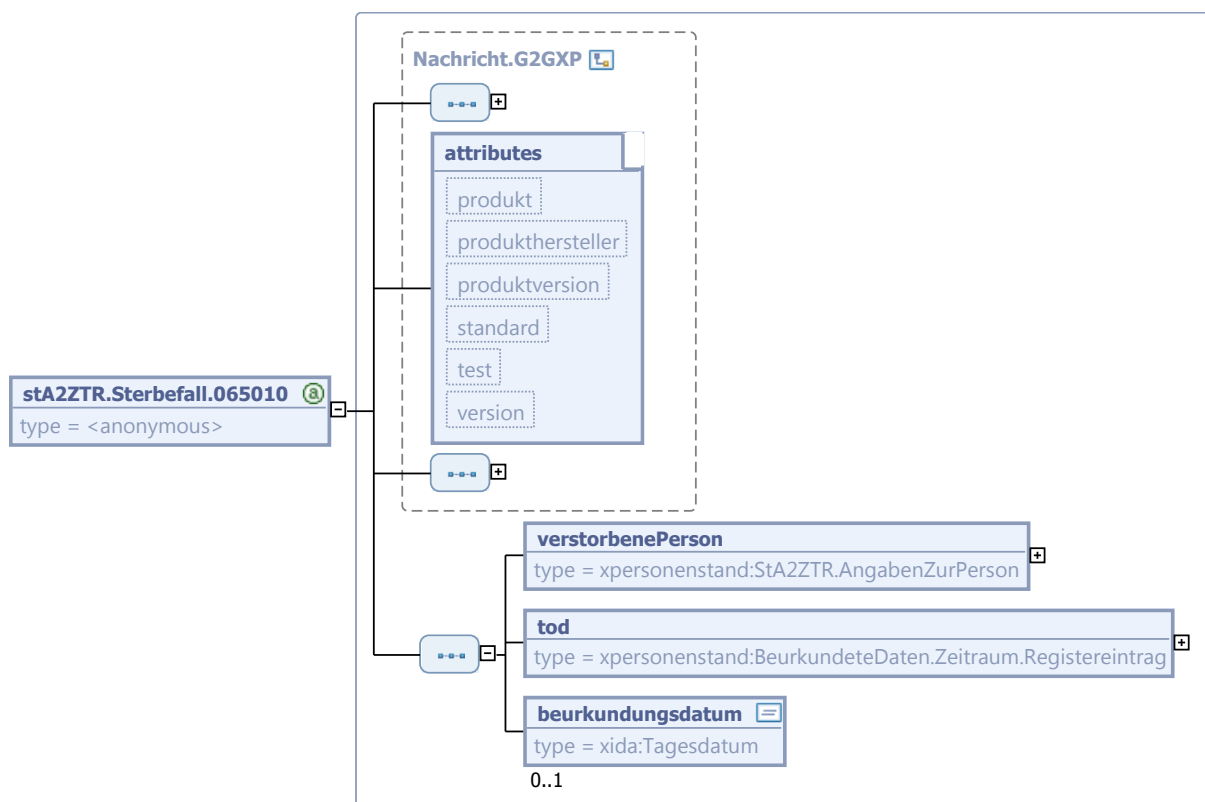 Nachricht.G2GXP
attributes
produkt
produkthersteller
produktversion
standard
test
version
stA2ZTR.Sterbefall.065010
type = <anonymous>
verstorbenePerson
type = xpersonenstand:StA2ZTR.AngabenZurPerson
tod
type = xpersonenstand:BeurkundeteDaten.Zeitraum.Registereintrag
beurkundungsdatum
type = xida:Tagesdatum
0..1